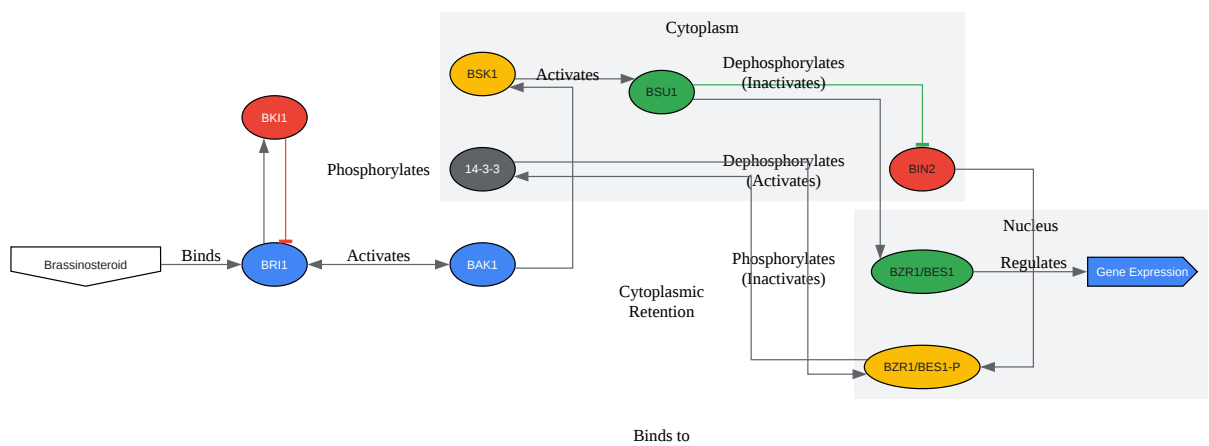 Cytoplasm
BSK1
Activates
BSU1
Dephosphorylates
(Inactivates)
BKI1
Phosphorylates
14-3-3
Dephosphorylates
(Activates)
BIN2
Nucleus
Brassinosteroid
Binds
BRI1
Activates
BAK1
Phosphorylates
(Inactivates)
BZR1/BES1
Regulates
Gene Expression
Cytoplasmic
Retention
BZR1/BES1-P
Binds to